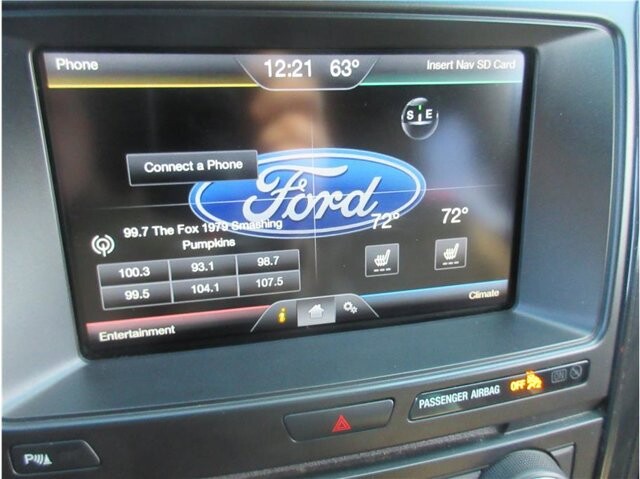 Phone
12:21 63°
Insert Nav SD Card
S E
Connect a Phone
Ford
99.7 The Fox 1979 Smashing
Pumpkins
72°
72°
100.3 93.1 98.7
99.5 104.1 107.5
i
Entertainment
Climate
PASSENGER AIRBAG OFF ON
P